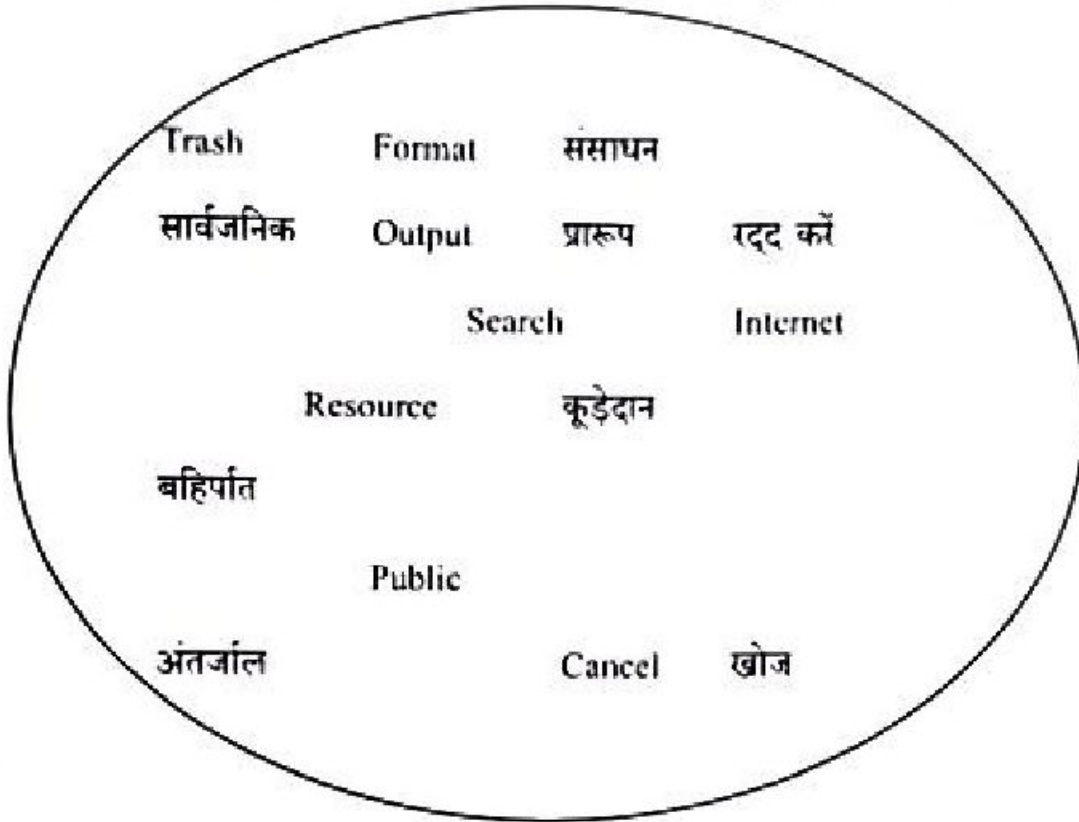 Trash Format संसाधन
सार्वजनिक Output प्रारूप रद्द करें
Search Internet
Resource कूड़ेदान
बहिर्पात
Public
अंतर्जाल Cancel खोज